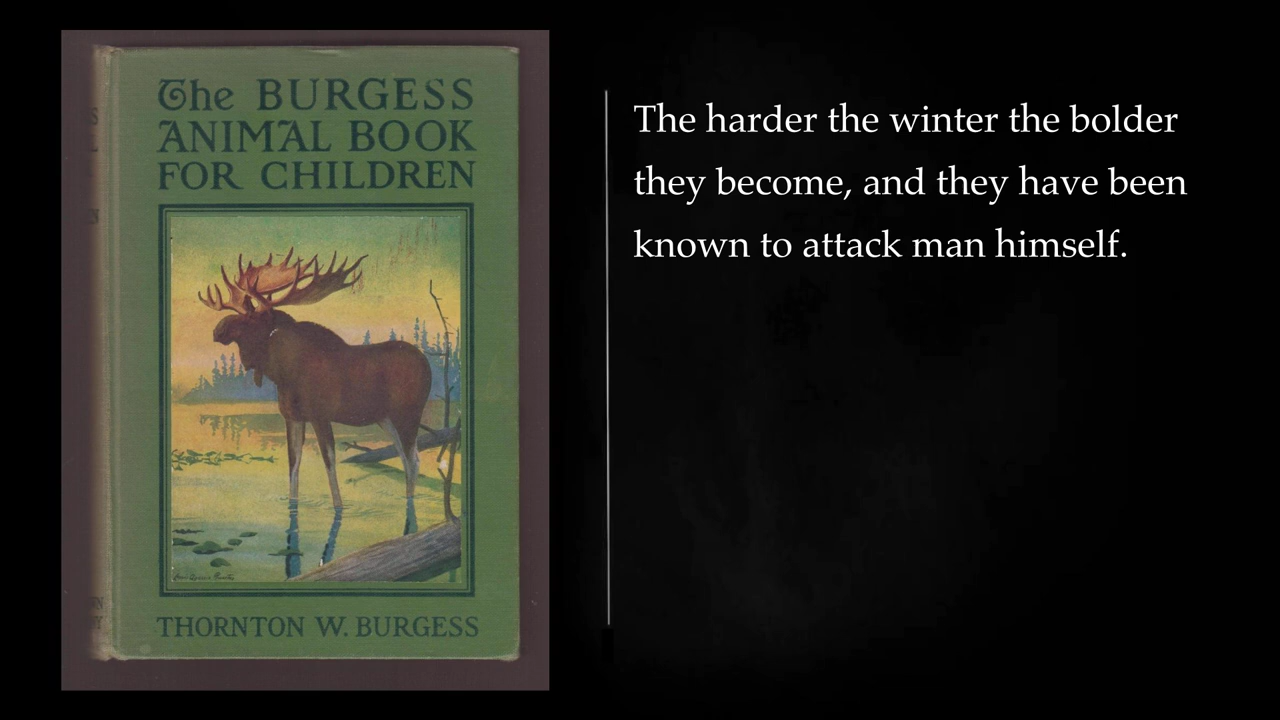 The BURGESS
ANIMAL BOOK
FOR CHILDREN
THORNTON W. BURGESS
The harder the winter the bolder
they become, and they have been
known to attack man himself.